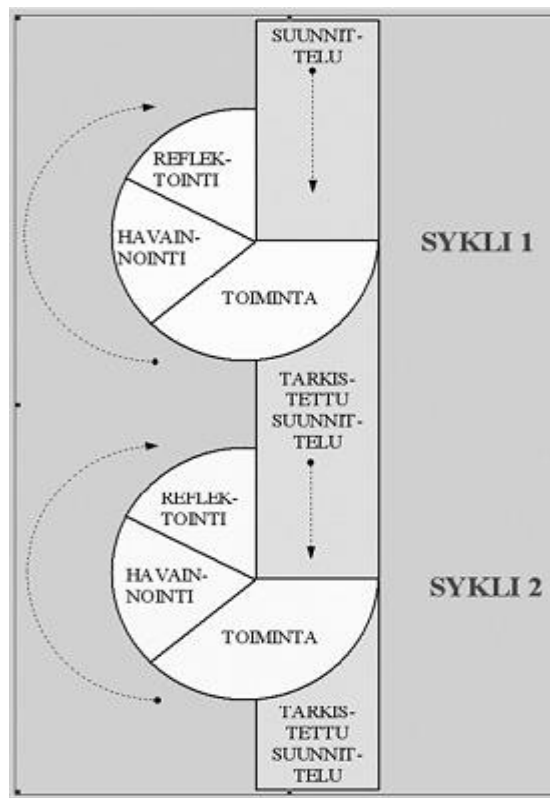 SUUNNIT-
TELU
REFLEK-
TOINTI
HAVAIN-
NOINTI
TOIMINTA
SYKLI 1
TARKIS-
TETTU
SUUNNIT-
TELU
REFLEK-
TOINTI
HAVAIN-
NOINTI
TOIMINTA
SYKLI 2
TARKIS-
TETTU
SUUNNIT-
TELU